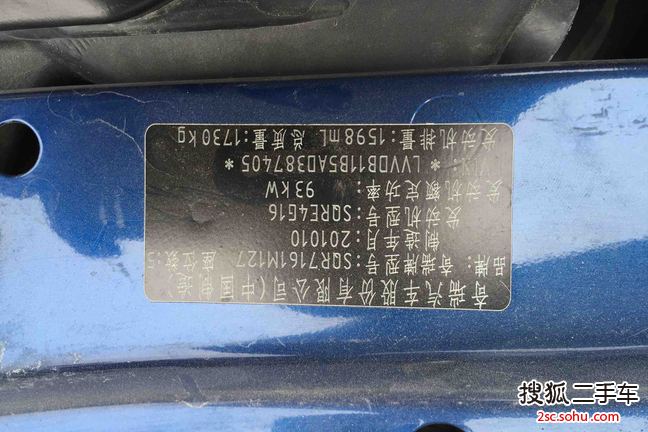 奇瑞汽车股份有限公司(中国制造)
品牌:奇瑞牌型号:SQR7161M127 座位数:5
制造年月 201010
发动机型号:SQRE4G16
发动机额定功率: 93kW
VIN: *LVVDB11B5AD387405*
发动机排量:1598mL 总质量:1730kg
搜狐二手车
2sc.sohu.com